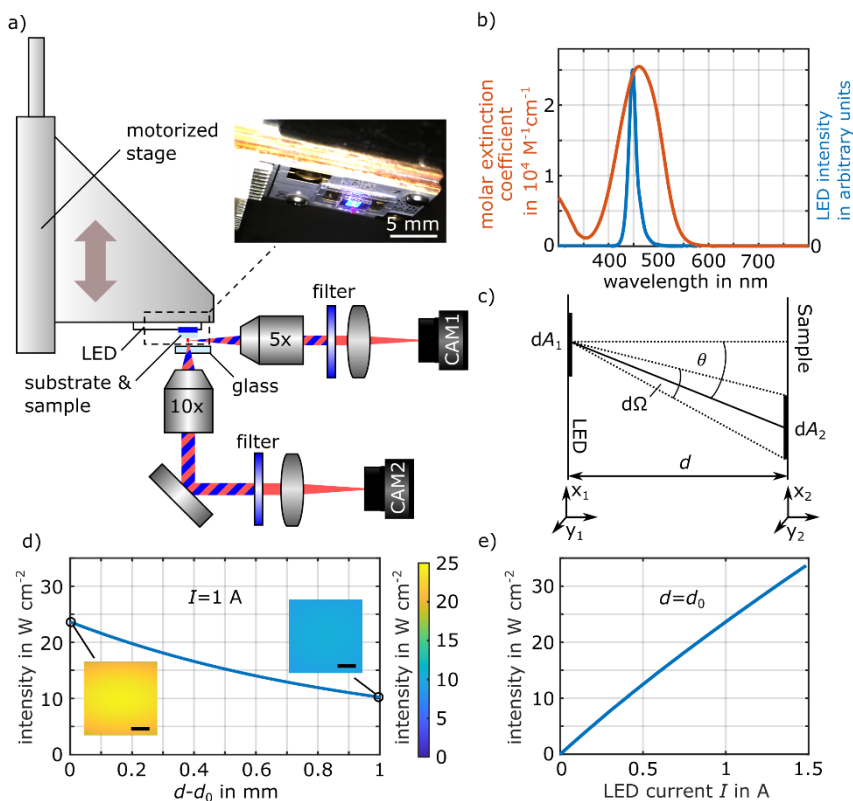 a)
motorized
stage
5 mm
LED
substrate &
sample
filter
5x
CAM1
glass
10x
filter
CAM2
b)
molar extinction
coefficient
in 10⁴ M⁻¹cm⁻¹
2.5
2
1.5
1
0.5
0
400 500 600 700
wavelength in nm
LED intensity
in arbitrary units
0
c)
dA₁
θ
dΩ
dA₂
LED
Sample
d
x₁
y₁
x₂
y₂
d)
intensity in W cm⁻²
30
20
10
0
I=1 A
0 0.2 0.4 0.6 0.8 1
d-d₀ in mm
intensity in W cm⁻²
25
20
15
10
5
0
e)
intensity in W cm⁻²
30
20
10
0
d=d₀
0 0.5 1 1.5
LED current I in A